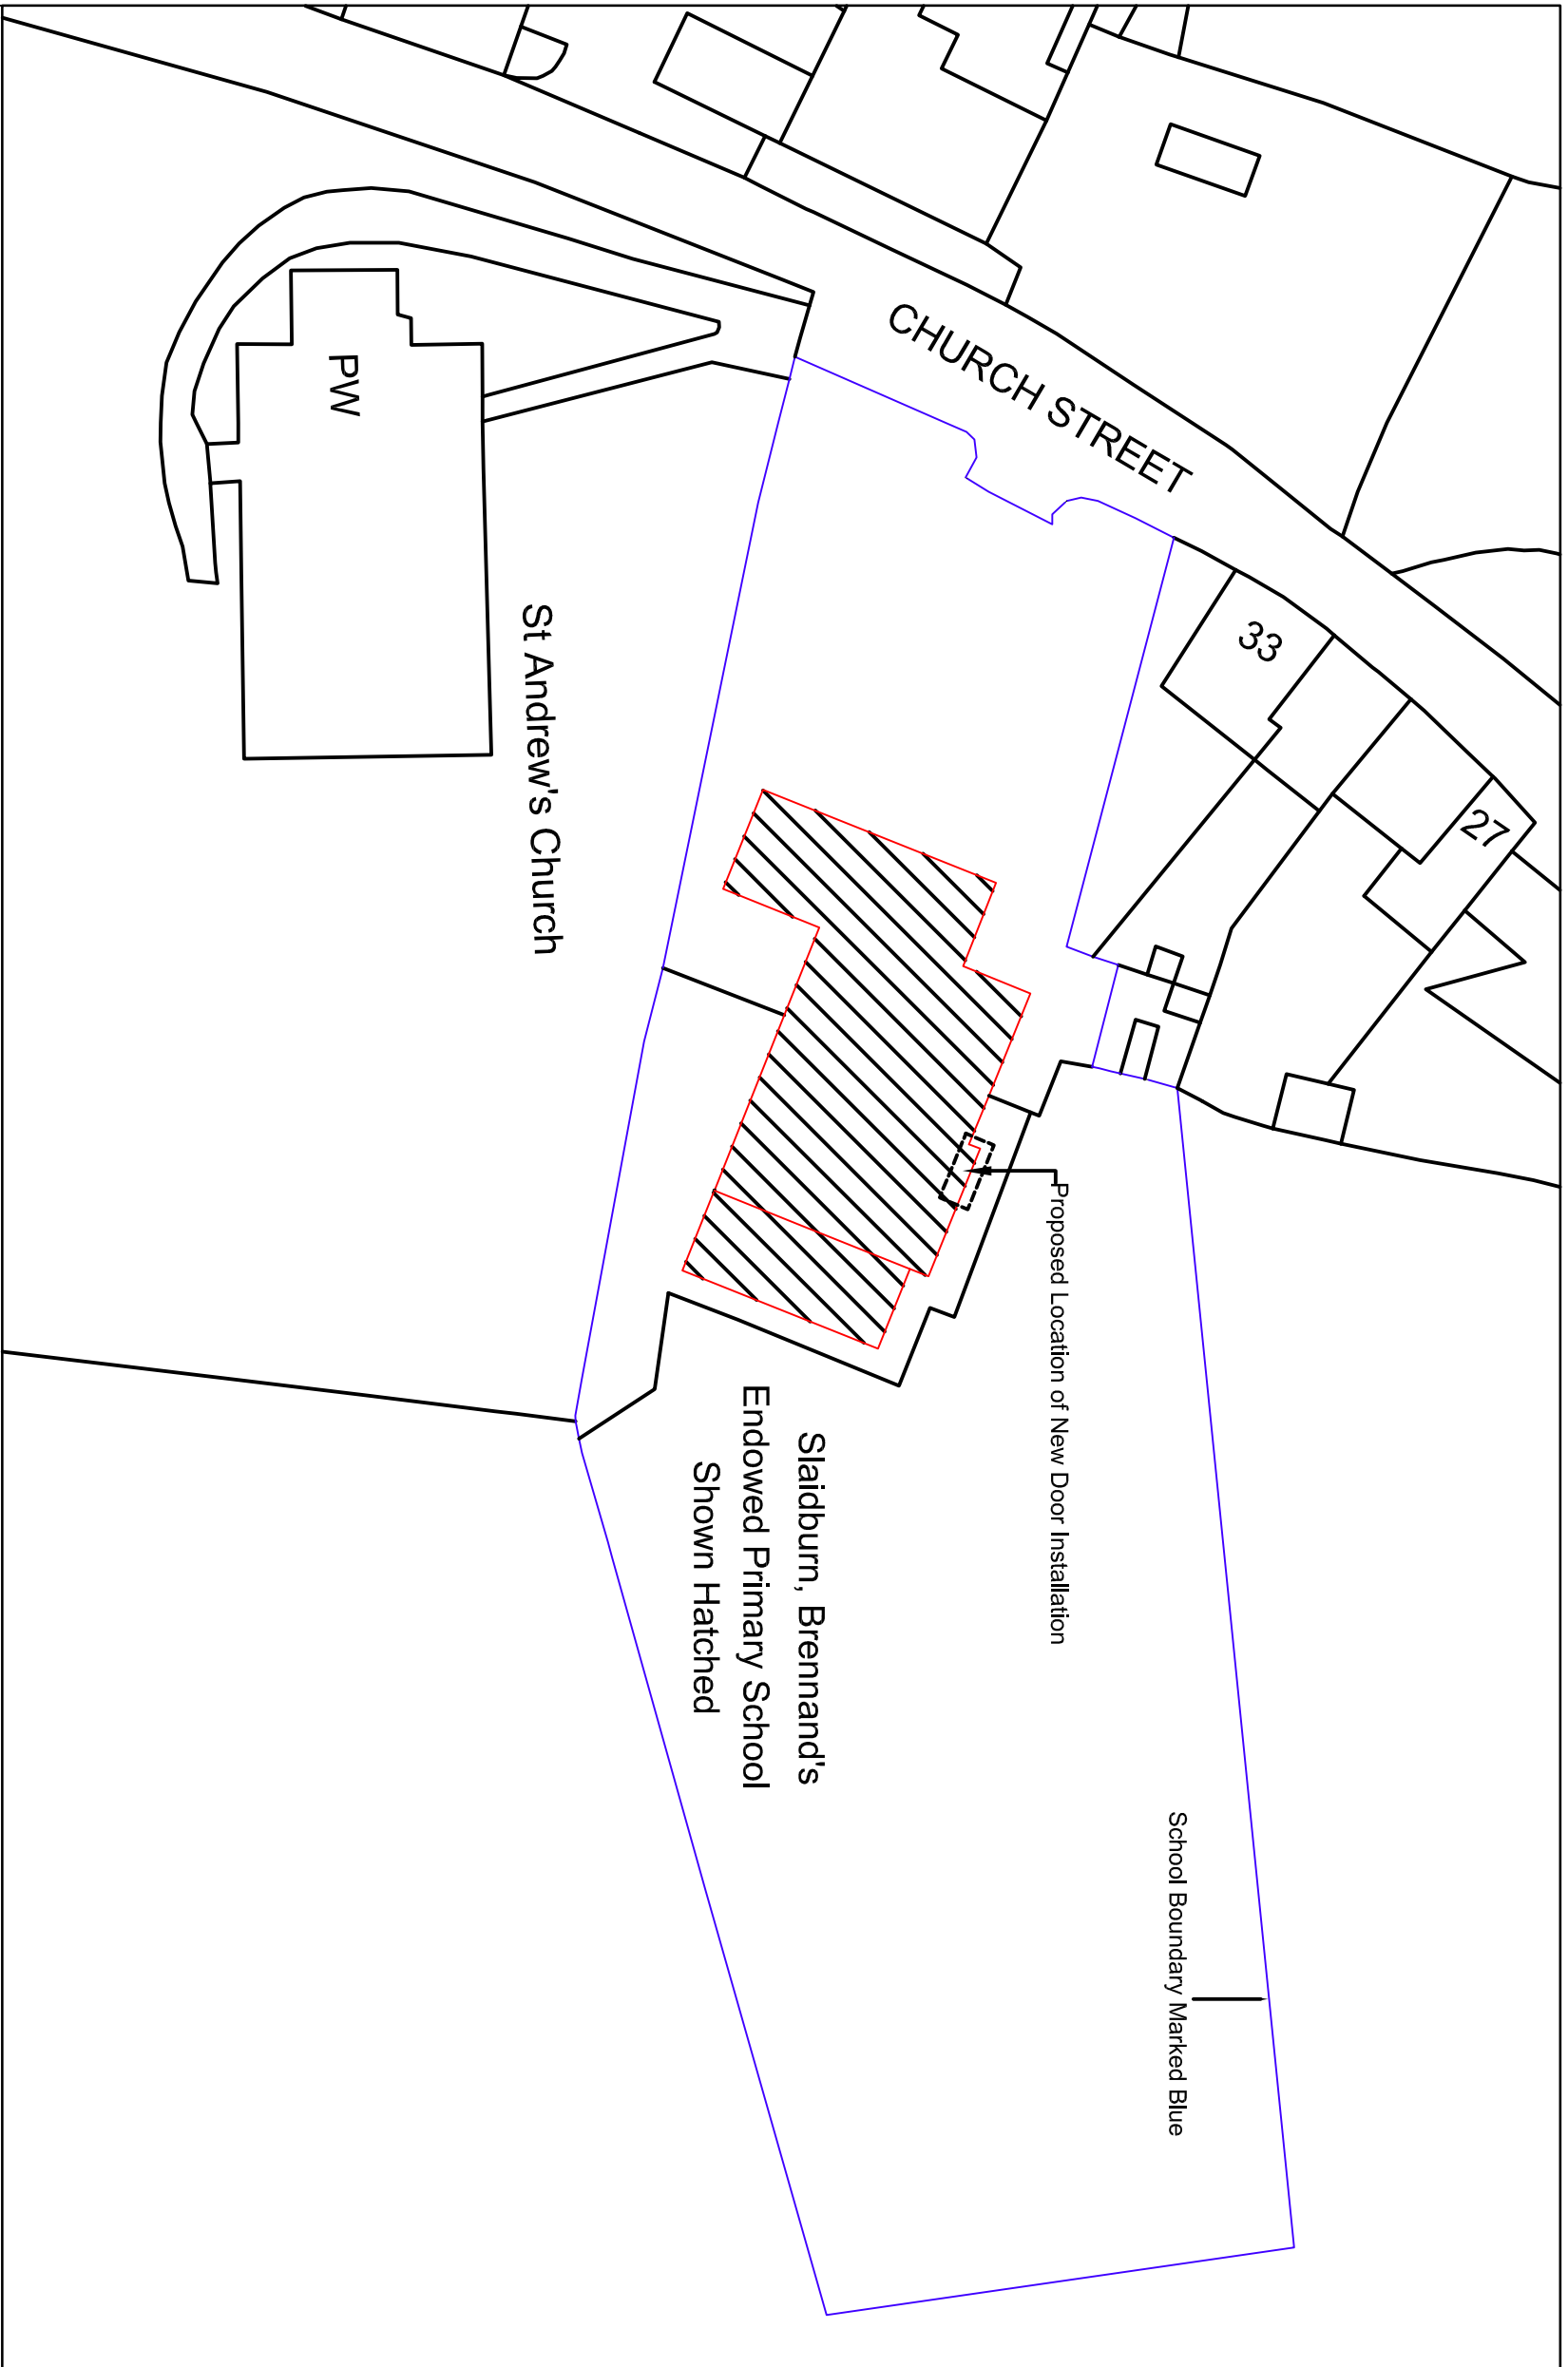 CHURCH STREET
33
27
PW
St Andrew's Church
Proposed Location of New Door Installation
Slaidburn, Brennand's
Endowed Primary School
Shown Hatched
School Boundary Marked Blue